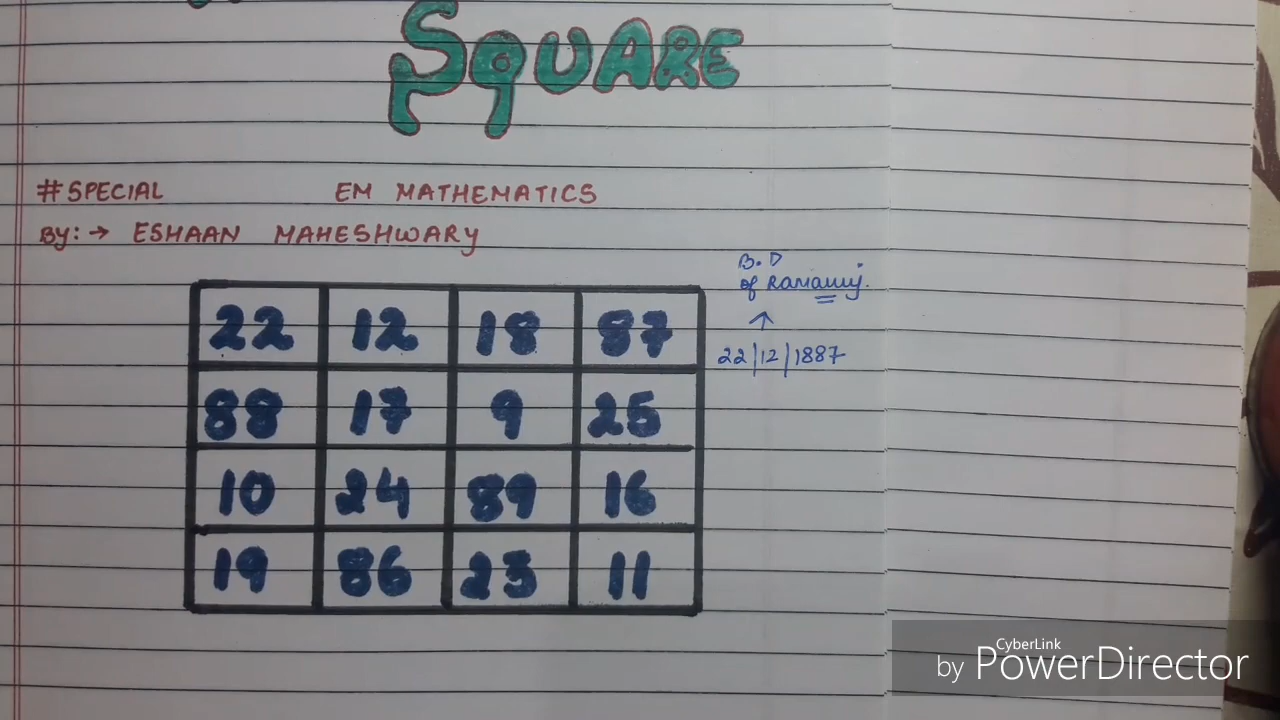 SQUARE
#SPECIAL EM MATHEMATICS
By:→ ESHAAN MAHESHWARY
B.D
of Ramanuj.
↑
22|12|1887
22 12 18 87
88 17 9 25
10 24 89 16
19 86 23 11
CyberLink
by PowerDirector